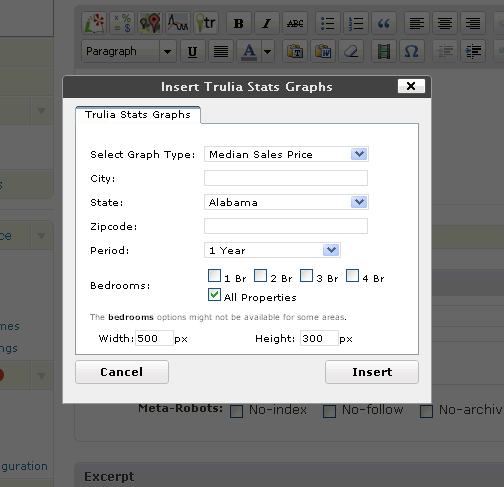 tr B I ABC
Paragraph U A T W Ω
Insert Trulia Stats Graphs
Trulia Stats Graphs
Select Graph Type: Median Sales Price
City:
State: Alabama
Zipcode:
Period: 1 Year
Bedrooms: 1 Br 2 Br 3 Br 4 Br
All Properties
The bedrooms options might not be available for some areas.
Width: 500 px Height: 300 px
Cancel Insert
Meta-Robots: No-index No-follow No-archiv
guration
Excerpt